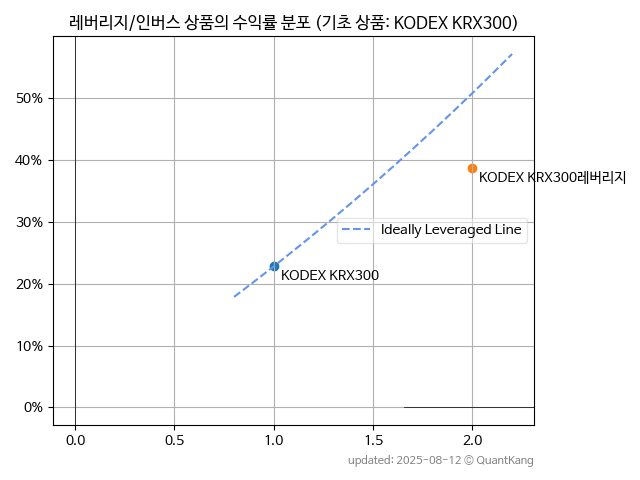 레버리지/인버스 상품의 수익률 분포 (기초 상품: KODEX KRX300)
50%
40%
KODEX KRX300레버리지
30%
Ideally Leveraged Line
KODEX KRX300
20%
10%
0%
0.0 0.5 1.0 1.5 2.0
updated: 2025-08-12 © QuantKang